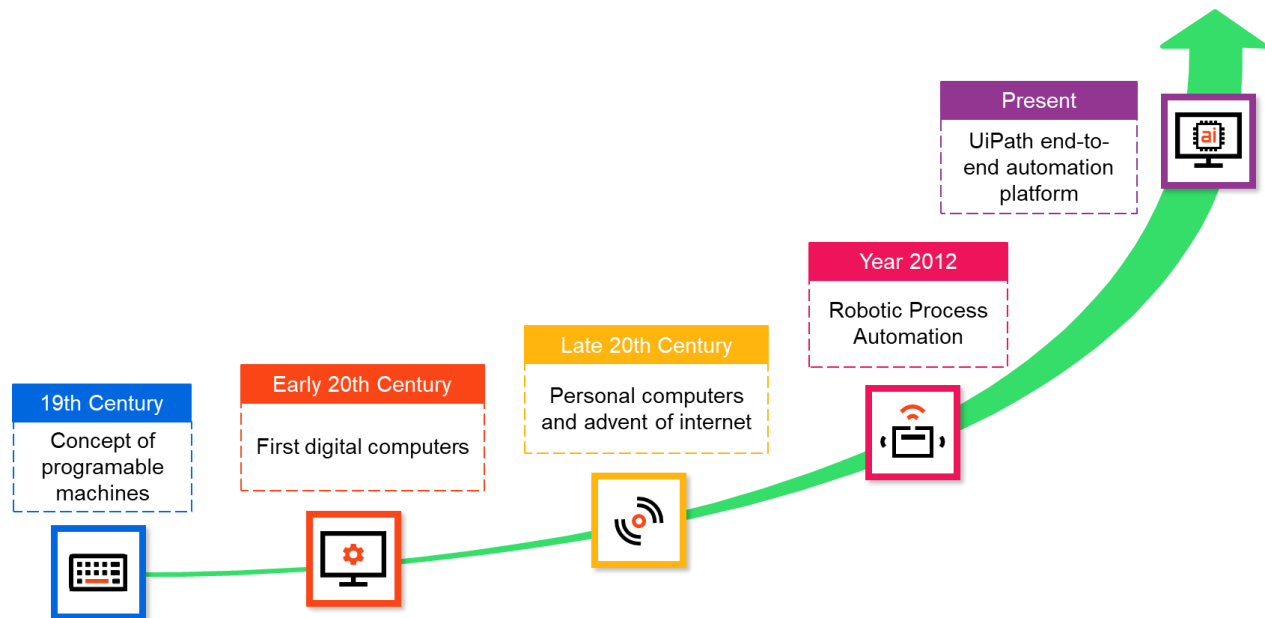 19th Century
Concept of
programable
machines
Early 20th Century
First digital computers
Late 20th Century
Personal computers
and advent of internet
Year 2012
Robotic Process
Automation
Present
UiPath end-to-
end automation
platform
ai